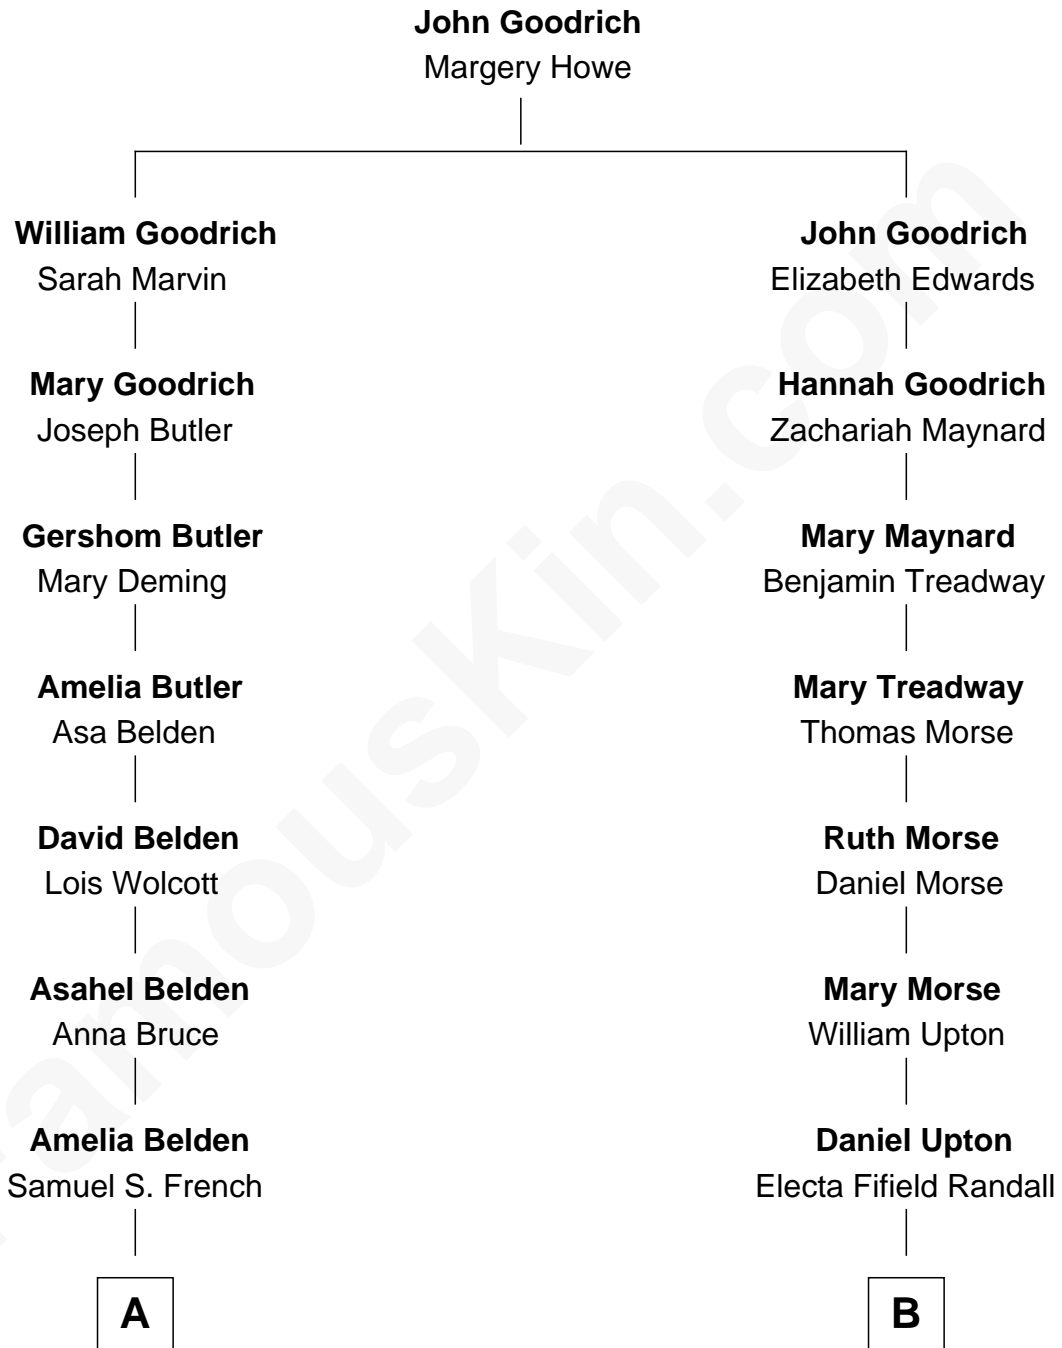 John Goodrich
Margery Howe
William Goodrich
Sarah Marvin
John Goodrich
Elizabeth Edwards
Mary Goodrich
Joseph Butler
Hannah Goodrich
Zachariah Maynard
Gershom Butler
Mary Deming
Mary Maynard
Benjamin Treadway
Amelia Butler
Asa Belden
Mary Treadway
Thomas Morse
David Belden
Lois Wolcott
Ruth Morse
Daniel Morse
Asahel Belden
Anna Bruce
Mary Morse
William Upton
Amelia Belden
Samuel S. French
Daniel Upton
Electa Fifield Randall
A
B
FamousKin.com